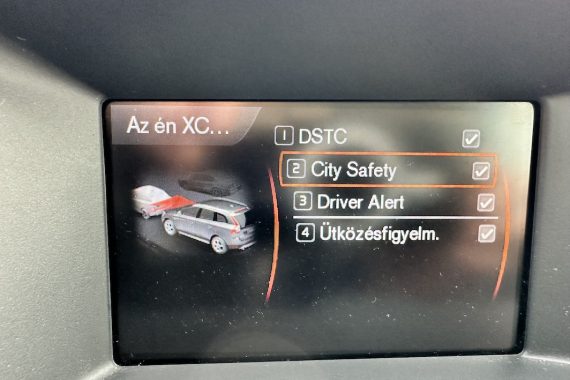 Az én XC...
1 DSTC
2 City Safety
3 Driver Alert
4 Ütközésfigyelm.